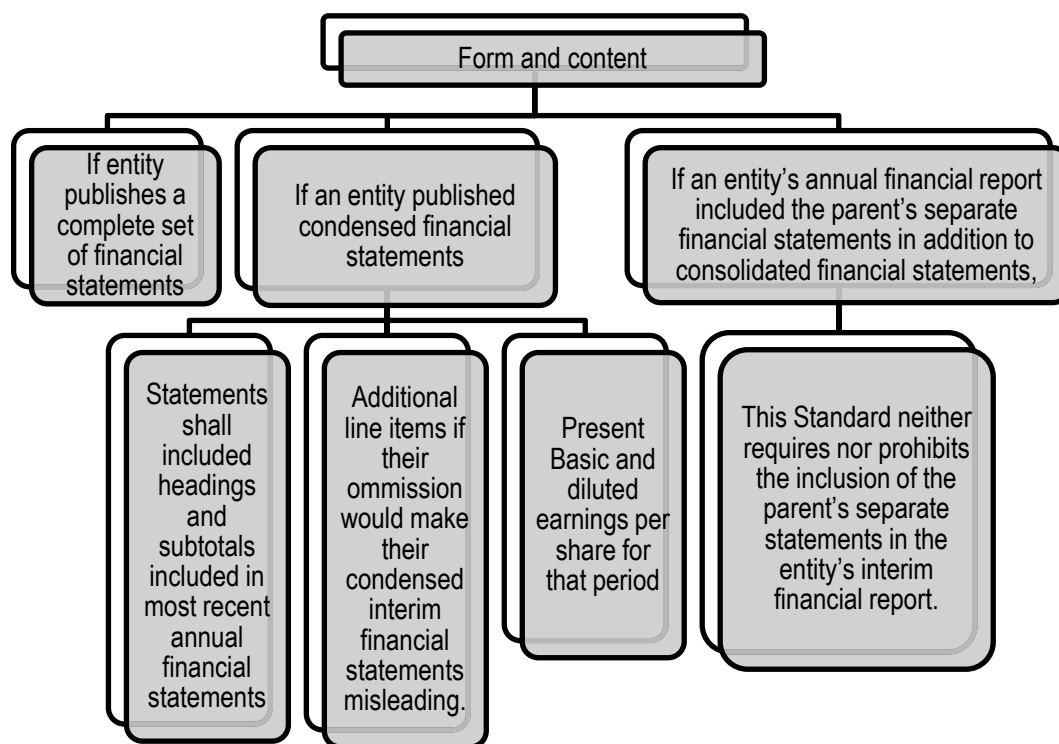 Form and content
If entity
publishes a
complete set
of financial
statements
If an entity published
condensed financial
statements
If an entity’s annual financial report
included the parent’s separate
financial statements in addition to
consolidated financial statements,
Statements
shall
included
headings
and
subtotals
included in
most recent
annual
financial
statements
Additional
line items if
their
ommission
would make
their
condensed
interim
financial
statements
misleading.
Present
Basic and
diluted
earnings per
share for
that period
This Standard neither
requires nor prohibits
the inclusion of the
parent’s separate
statements in the
entity’s interim
financial report.